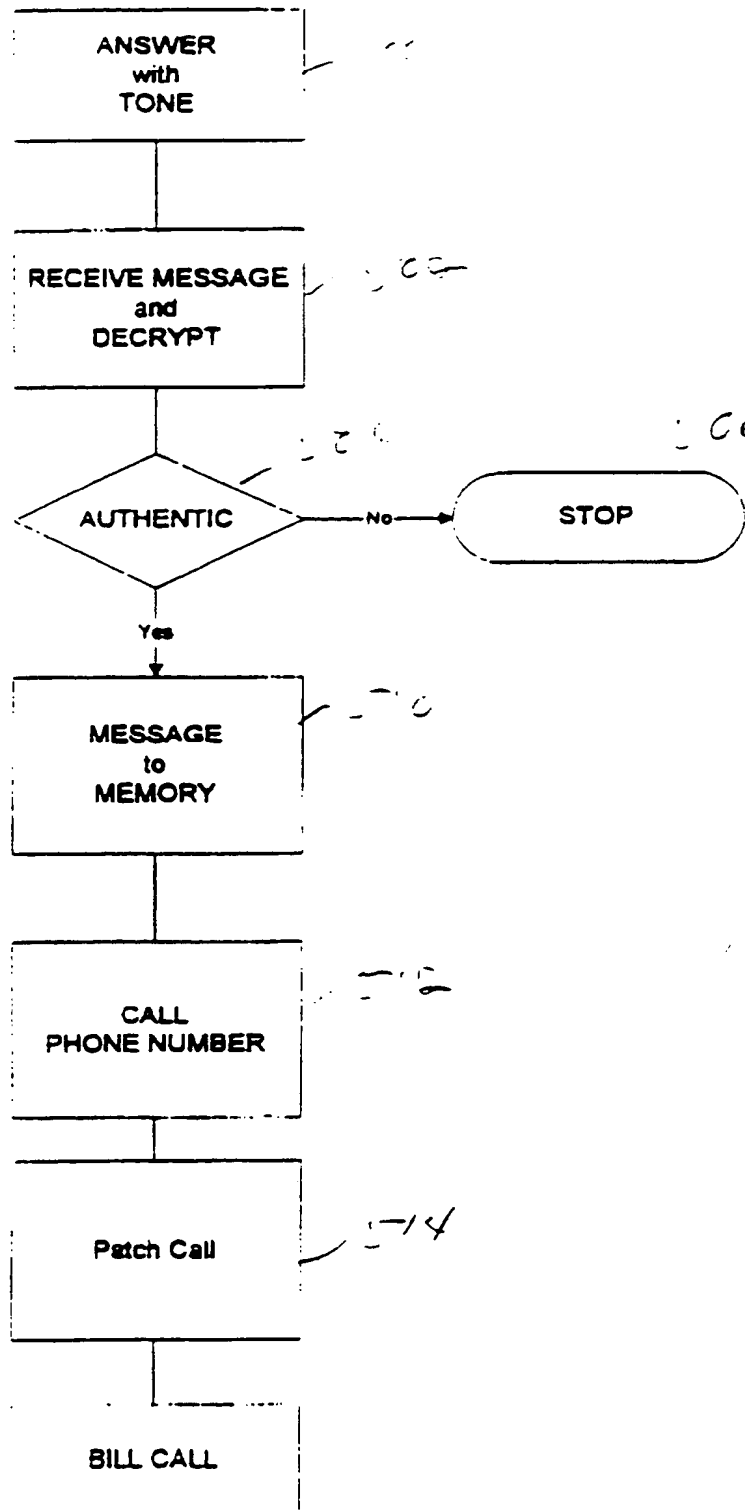 ANSWER
with
TONE
RECEIVE MESSAGE
and
DECRYPT
AUTHENTIC
No
STOP
Yes
MESSAGE
to
MEMORY
CALL
PHONE NUMBER
Patch Call
BILL CALL